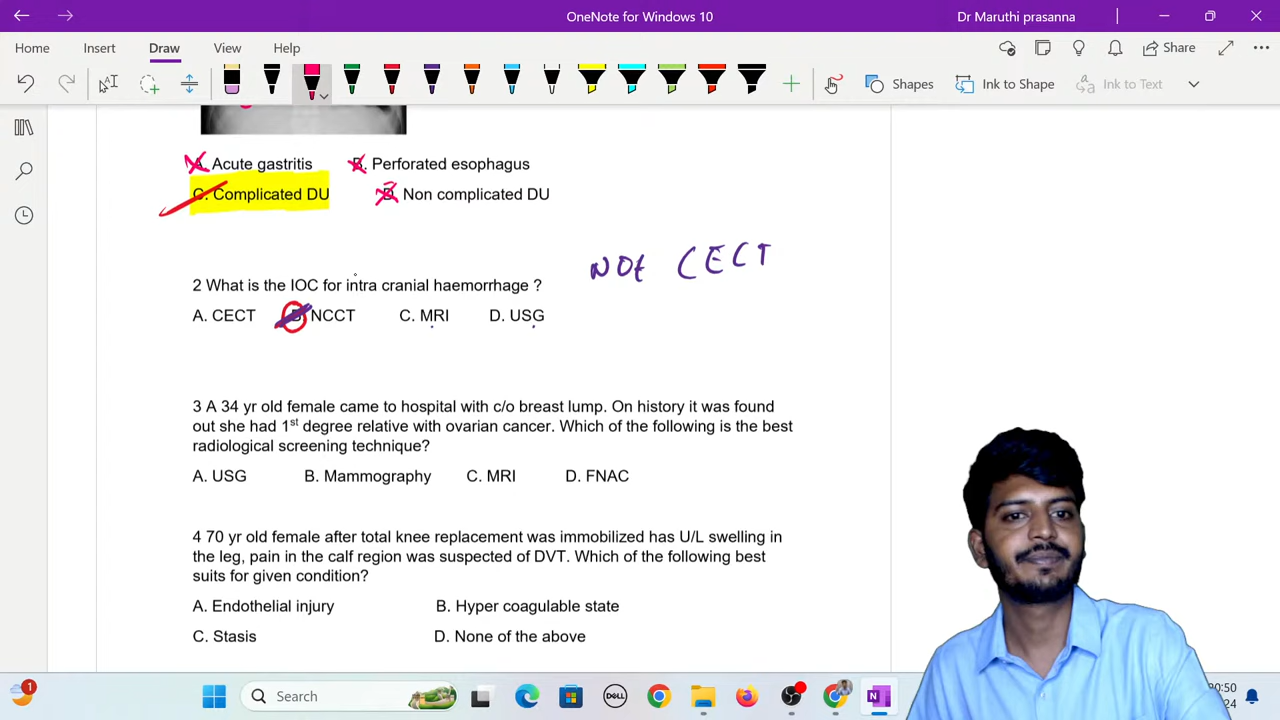 OneNote for Windows 10
Dr Maruthi prasanna
Home
Insert
Draw
View
Help
Share
Shapes
Ink to Shape
Ink to Text
A. Acute gastritis
B. Perforated esophagus
C. Complicated DU
D. Non complicated DU
NOt CECT
2 What is the IOC for intra cranial haemorrhage ?
A. CECT
B. NCCT
C. MRI
D. USG
3 A 34 yr old female came to hospital with c/o breast lump. On history it was found
out she had 1st degree relative with ovarian cancer. Which of the following is the best
radiological screening technique?
A. USG
B. Mammography
C. MRI
D. FNAC
4 70 yr old female after total knee replacement was immobilized has U/L swelling in
the leg, pain in the calf region was suspected of DVT. Which of the following best
suits for given condition?
A. Endothelial injury
B. Hyper coagulable state
C. Stasis
D. None of the above
1
Search
DELL